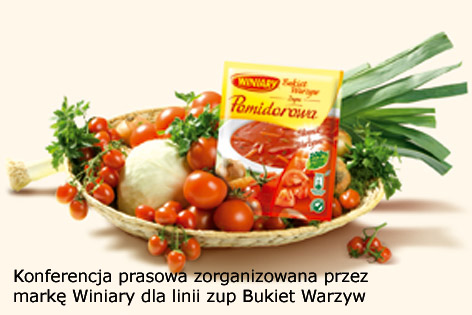 WINIARY
Bukiet
Warzyw
Zupa
Pomidorowa
Konferencja prasowa zorganizowana przez
markę Winiary dla linii zup Bukiet Warzyw